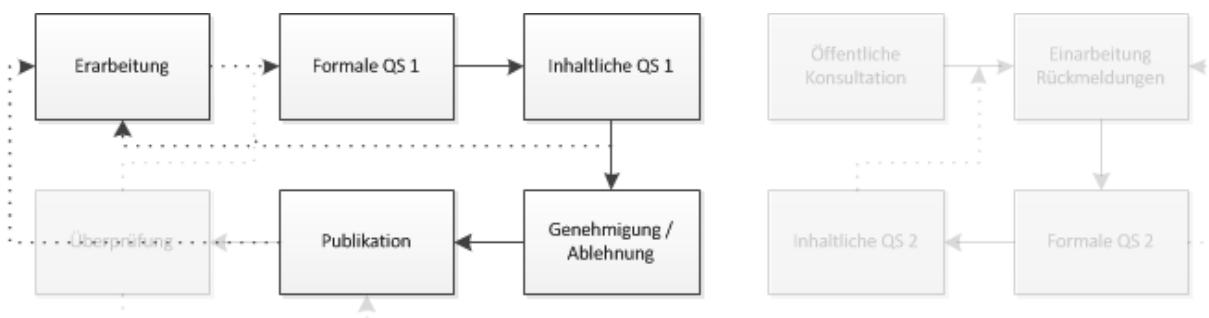 Erarbeitung
Formale QS 1
Inhaltliche QS 1
Öffentliche
Konsultation
Einarbeitung
Rückmeldungen
Überprüfung
Publikation
Genehmigung /
Ablehnung
Inhaltliche QS 2
Formale QS 2